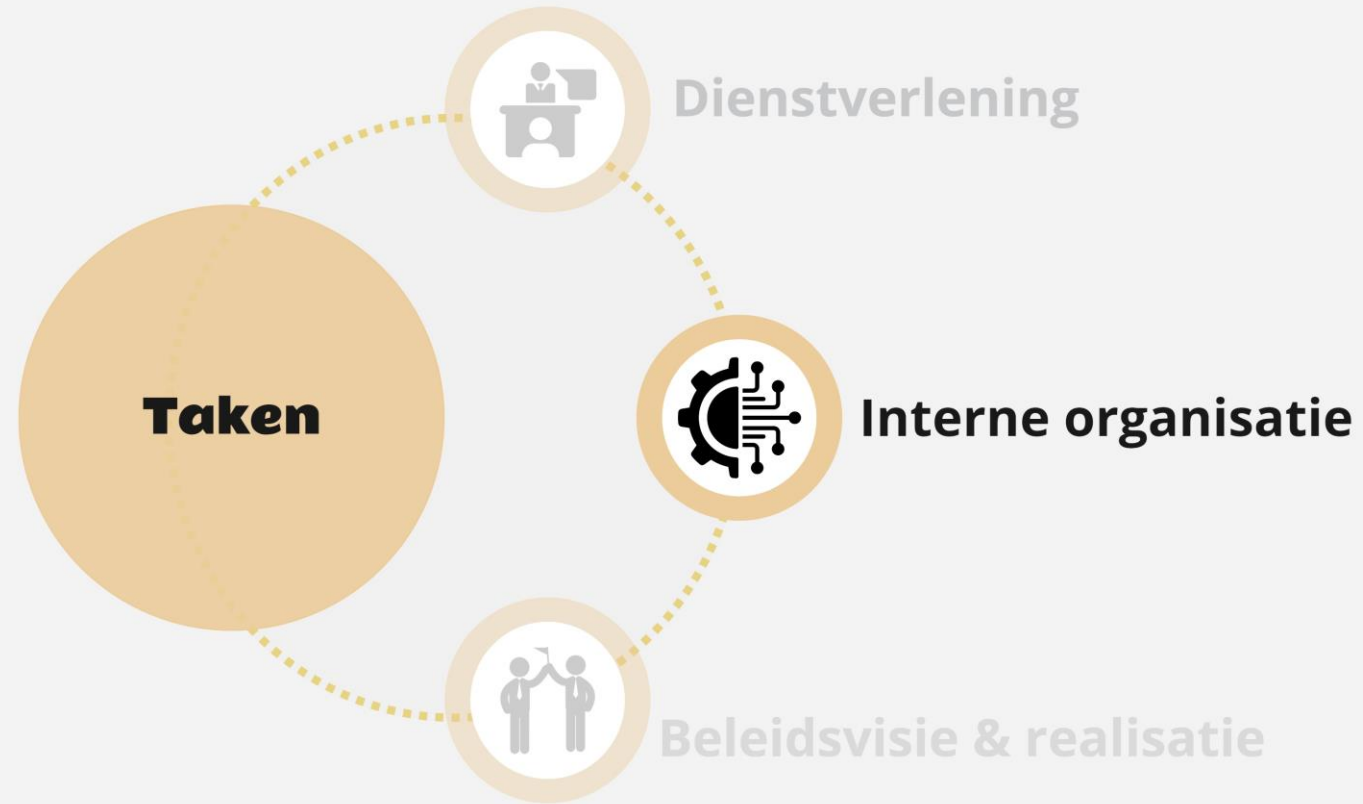 Dienstverlening
Taken
Interne organisatie
Beleidsvisie & realisatie